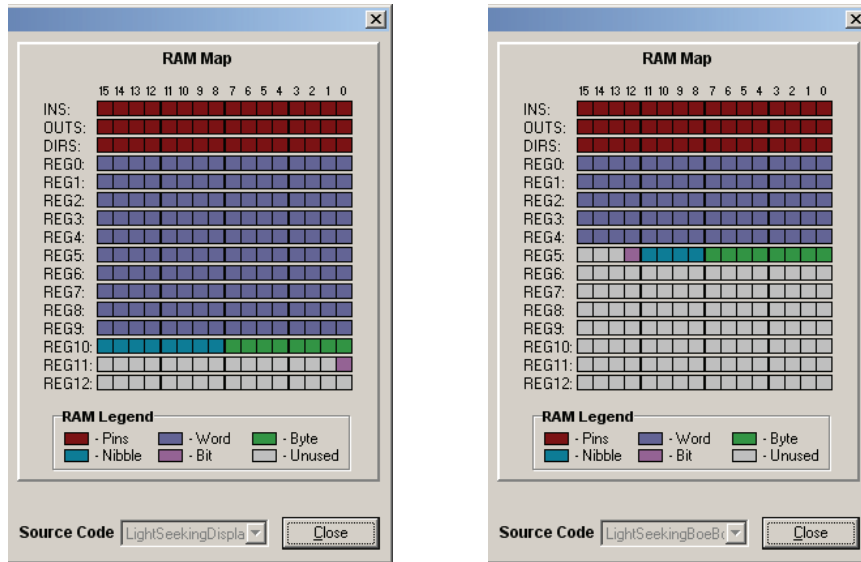 RAM Map
15 14 13 12 11 10 9 8 7 6 5 4 3 2 1 0
INS:
OUTS:
DIRS:
REG0:
REG1:
REG2:
REG3:
REG4:
REG5:
REG6:
REG7:
REG8:
REG9:
REG10:
REG11:
REG12:
RAM Legend
- Pins - Word - Byte
- Nibble - Bit - Unused
Source Code LightSeekingDispla Close
RAM Map
15 14 13 12 11 10 9 8 7 6 5 4 3 2 1 0
INS:
OUTS:
DIRS:
REG0:
REG1:
REG2:
REG3:
REG4:
REG5:
REG6:
REG7:
REG8:
REG9:
REG10:
REG11:
REG12:
RAM Legend
- Pins - Word - Byte
- Nibble - Bit - Unused
Source Code LightSeekingBoeBo Close